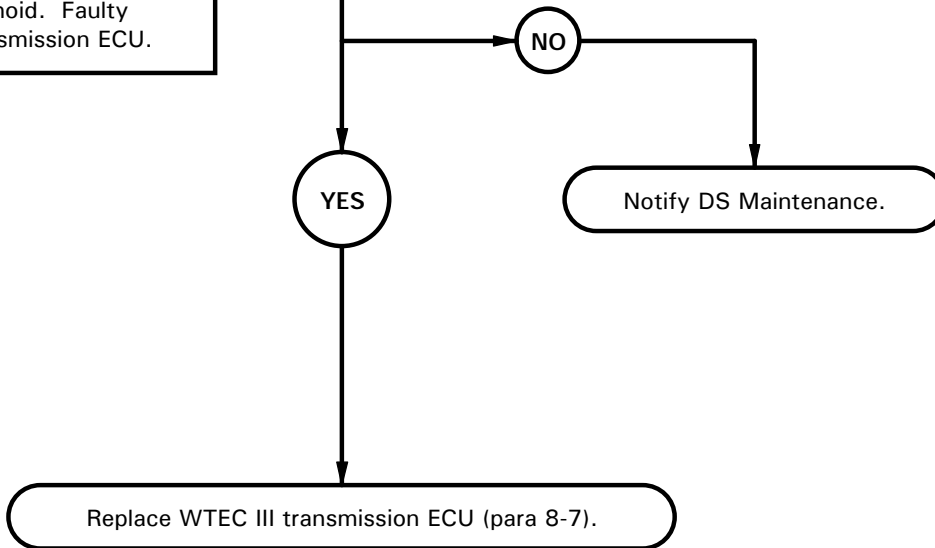 noid. Faulty
smission ECU.
NO
YES
Notify DS Maintenance.
Replace WTEC III transmission ECU (para 8-7).